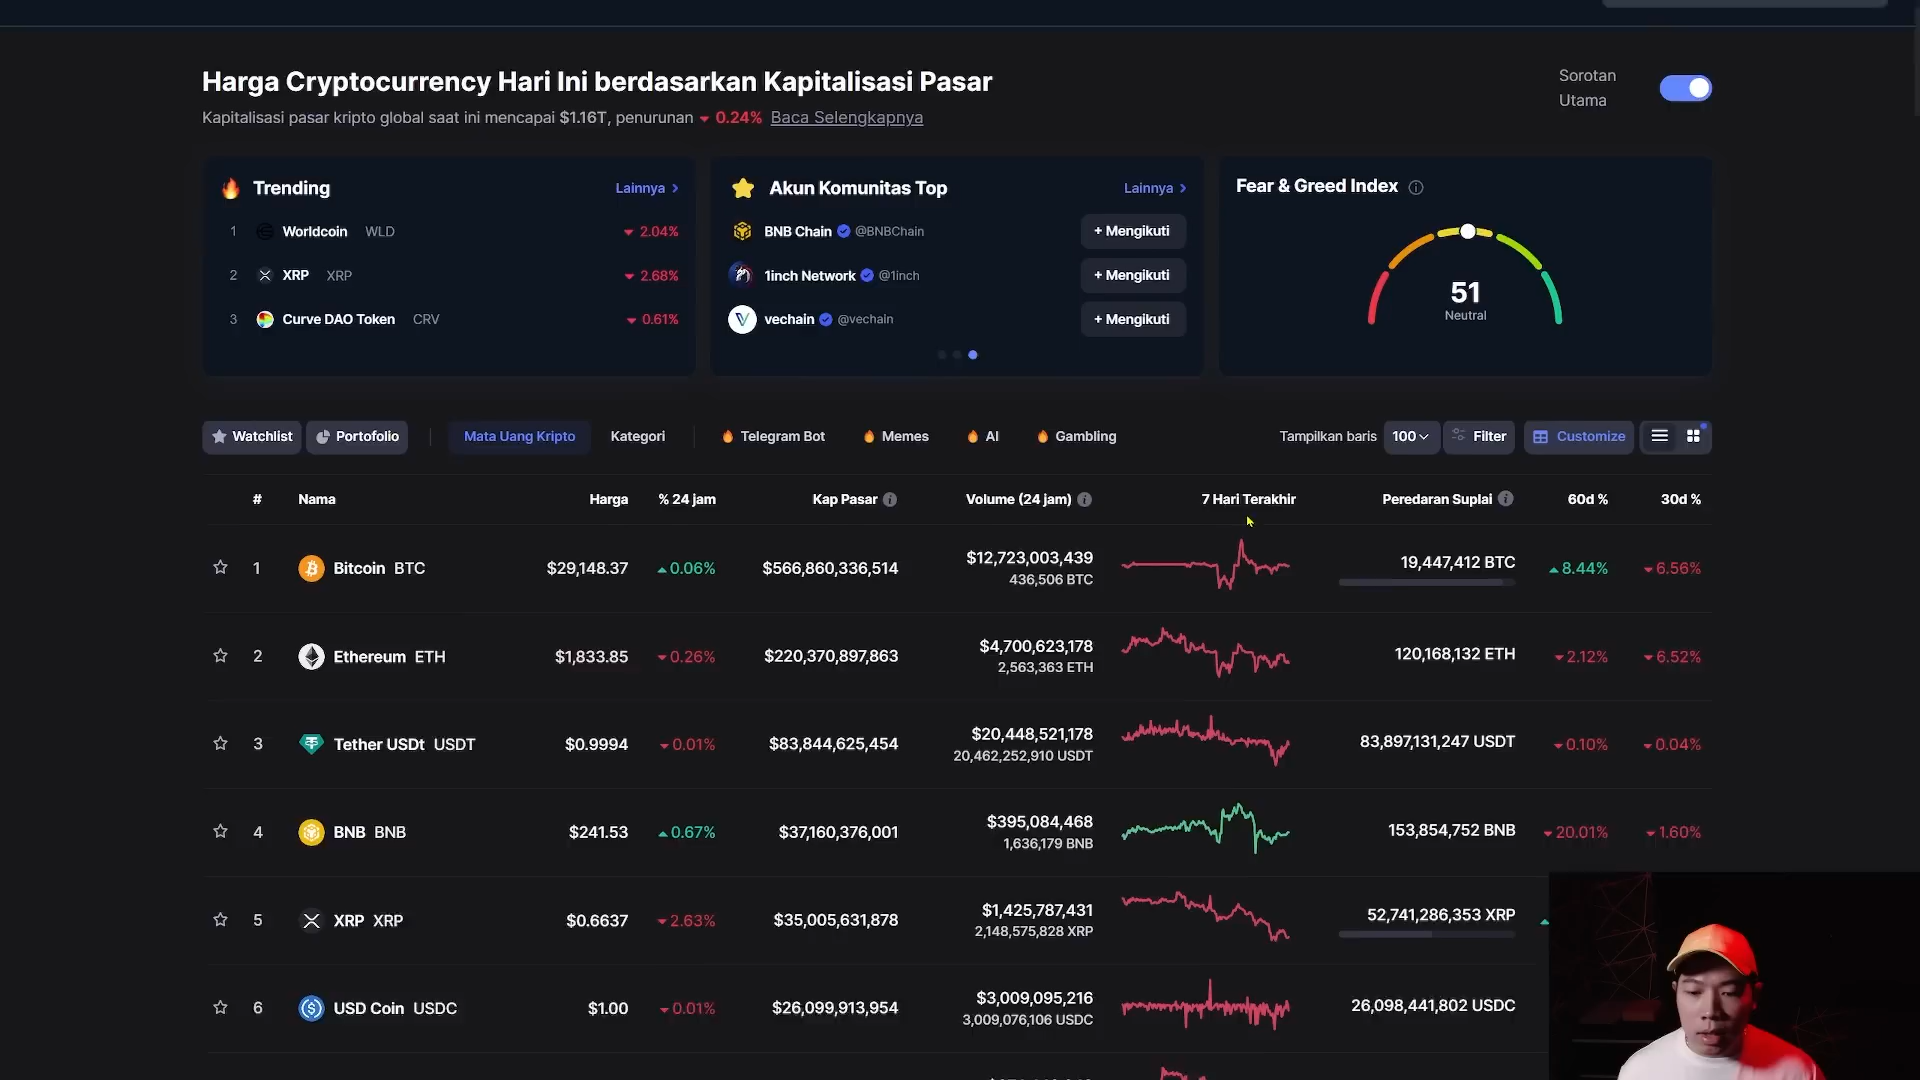 Harga Cryptocurrency Hari Ini berdasarkan Kapitalisasi Pasar
Kapitalisasi pasar kripto global saat ini mencapai $1.16T, penurunan 0.24% Baca Selengkapnya
Sorotan
Utama
Trending Lainnya
1 Worldcoin WLD 2.04%
2 XRP XRP 2.68%
3 Curve DAO Token CRV 0.61%
Akun Komunitas Top Lainnya
BNB Chain @BNBChain + Mengikuti
1inch Network @1inch + Mengikuti
vechain @vechain + Mengikuti
Fear & Greed Index
51
Neutral
Watchlist Portofolio Mata Uang Kripto Kategori Telegram Bot Memes AI Gambling Tampilkan baris 100 Filter Customize
# Nama Harga % 24 jam Kap Pasar Volume (24 jam) 7 Hari Terakhir Peredaran Suplai 60d % 30d %
1 Bitcoin BTC $29,148.37 0.06% $566,860,336,514 $12,723,003,439 19,447,412 BTC 8.44% 6.56%
436,506 BTC
2 Ethereum ETH $1,833.85 0.26% $220,370,897,863 $4,700,623,178 120,168,132 ETH 2.12% 6.52%
2,563,363 ETH
3 Tether USDt USDT $0.9994 0.01% $83,844,625,454 $20,448,521,178 83,897,131,247 USDT 0.10% 0.04%
20,462,252,910 USDT
4 BNB BNB $241.53 0.67% $37,160,376,001 $395,084,468 153,854,752 BNB 20.01% 1.60%
1,636,179 BNB
5 XRP XRP $0.6637 2.63% $35,005,631,878 $1,425,787,431 52,741,286,353 XRP
2,148,575,828 XRP
6 USD Coin USDC $1.00 0.01% $26,099,913,954 $3,009,095,216 26,098,441,802 USDC
3,009,076,106 USDC